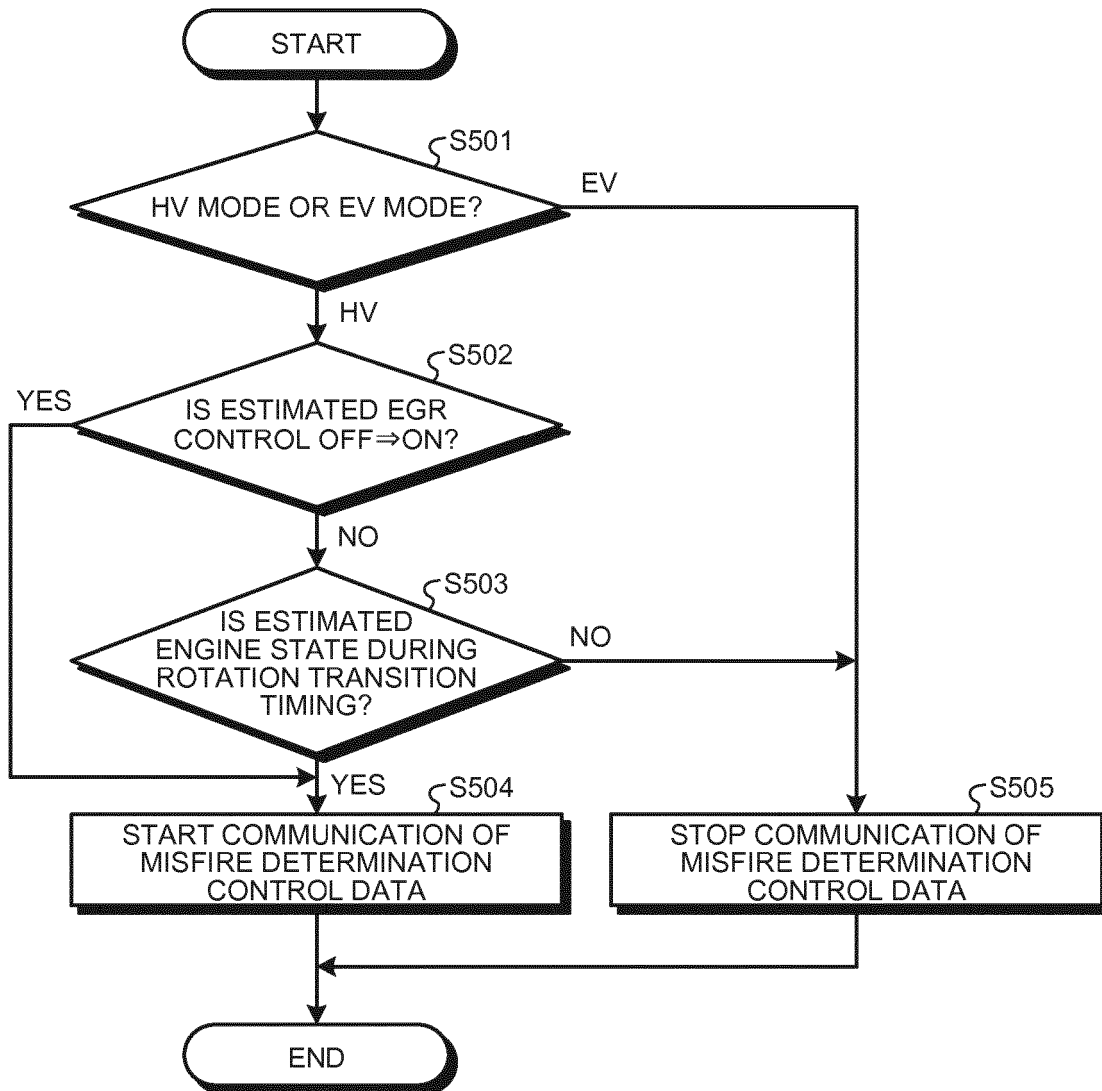 START
S501
HV MODE OR EV MODE?
EV
HV
S502
YES
IS ESTIMATED EGR
CONTROL OFF⇒ON?
NO
S503
IS ESTIMATED
ENGINE STATE DURING
ROTATION TRANSITION
TIMING?
NO
YES
S504
START COMMUNICATION OF
MISFIRE DETERMINATION
CONTROL DATA
S505
STOP COMMUNICATION OF
MISFIRE DETERMINATION
CONTROL DATA
END